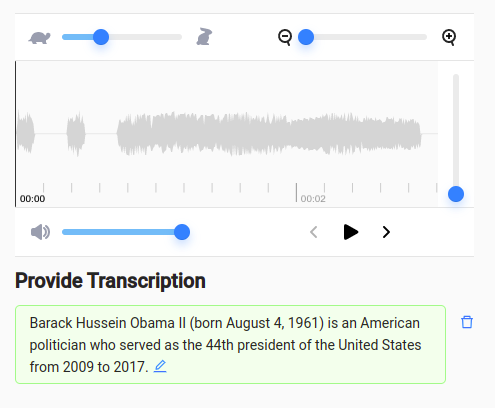 00:00
00:02
Provide Transcription
Barack Hussein Obama II (born August 4, 1961) is an American
politician who served as the 44th president of the United States
from 2009 to 2017.